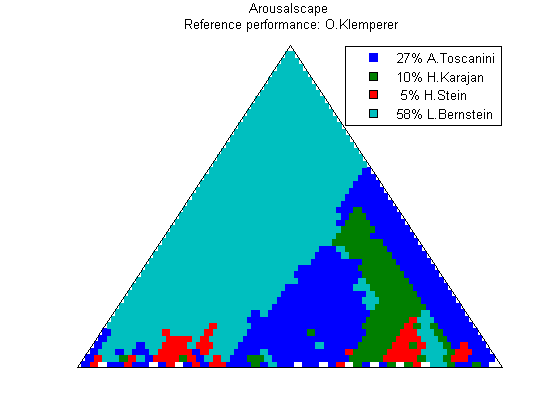 Arousalscape
Reference performance: O.Klemperer
27% A.Toscanini
10% H.Karajan
5% H.Stein
58% L.Bernstein